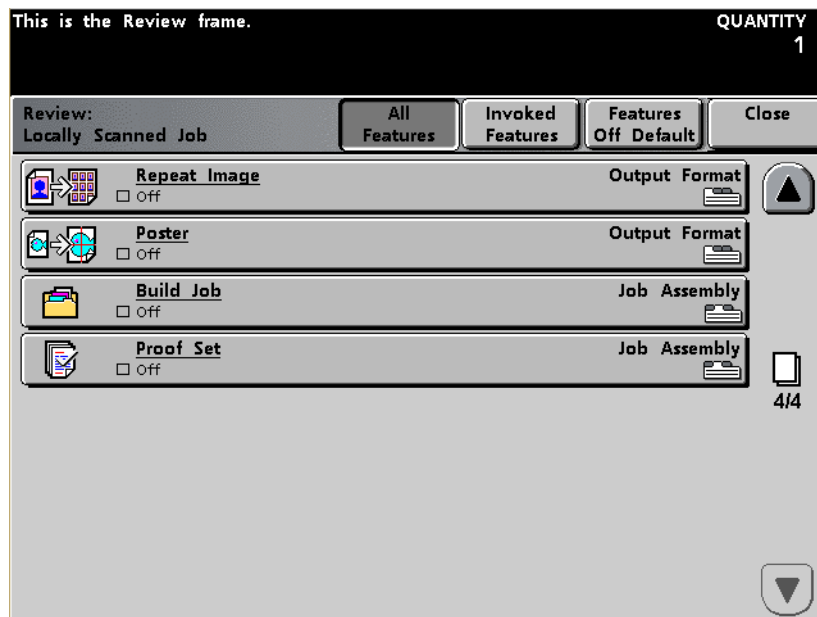 This is the Review frame.
QUANTITY
1
Review:
Locally Scanned Job
All
Features
Invoked
Features
Features
Off Default
Close
Repeat Image
Off
Output Format
Poster
Off
Output Format
Build Job
Off
Job Assembly
Proof Set
Off
Job Assembly
4/4